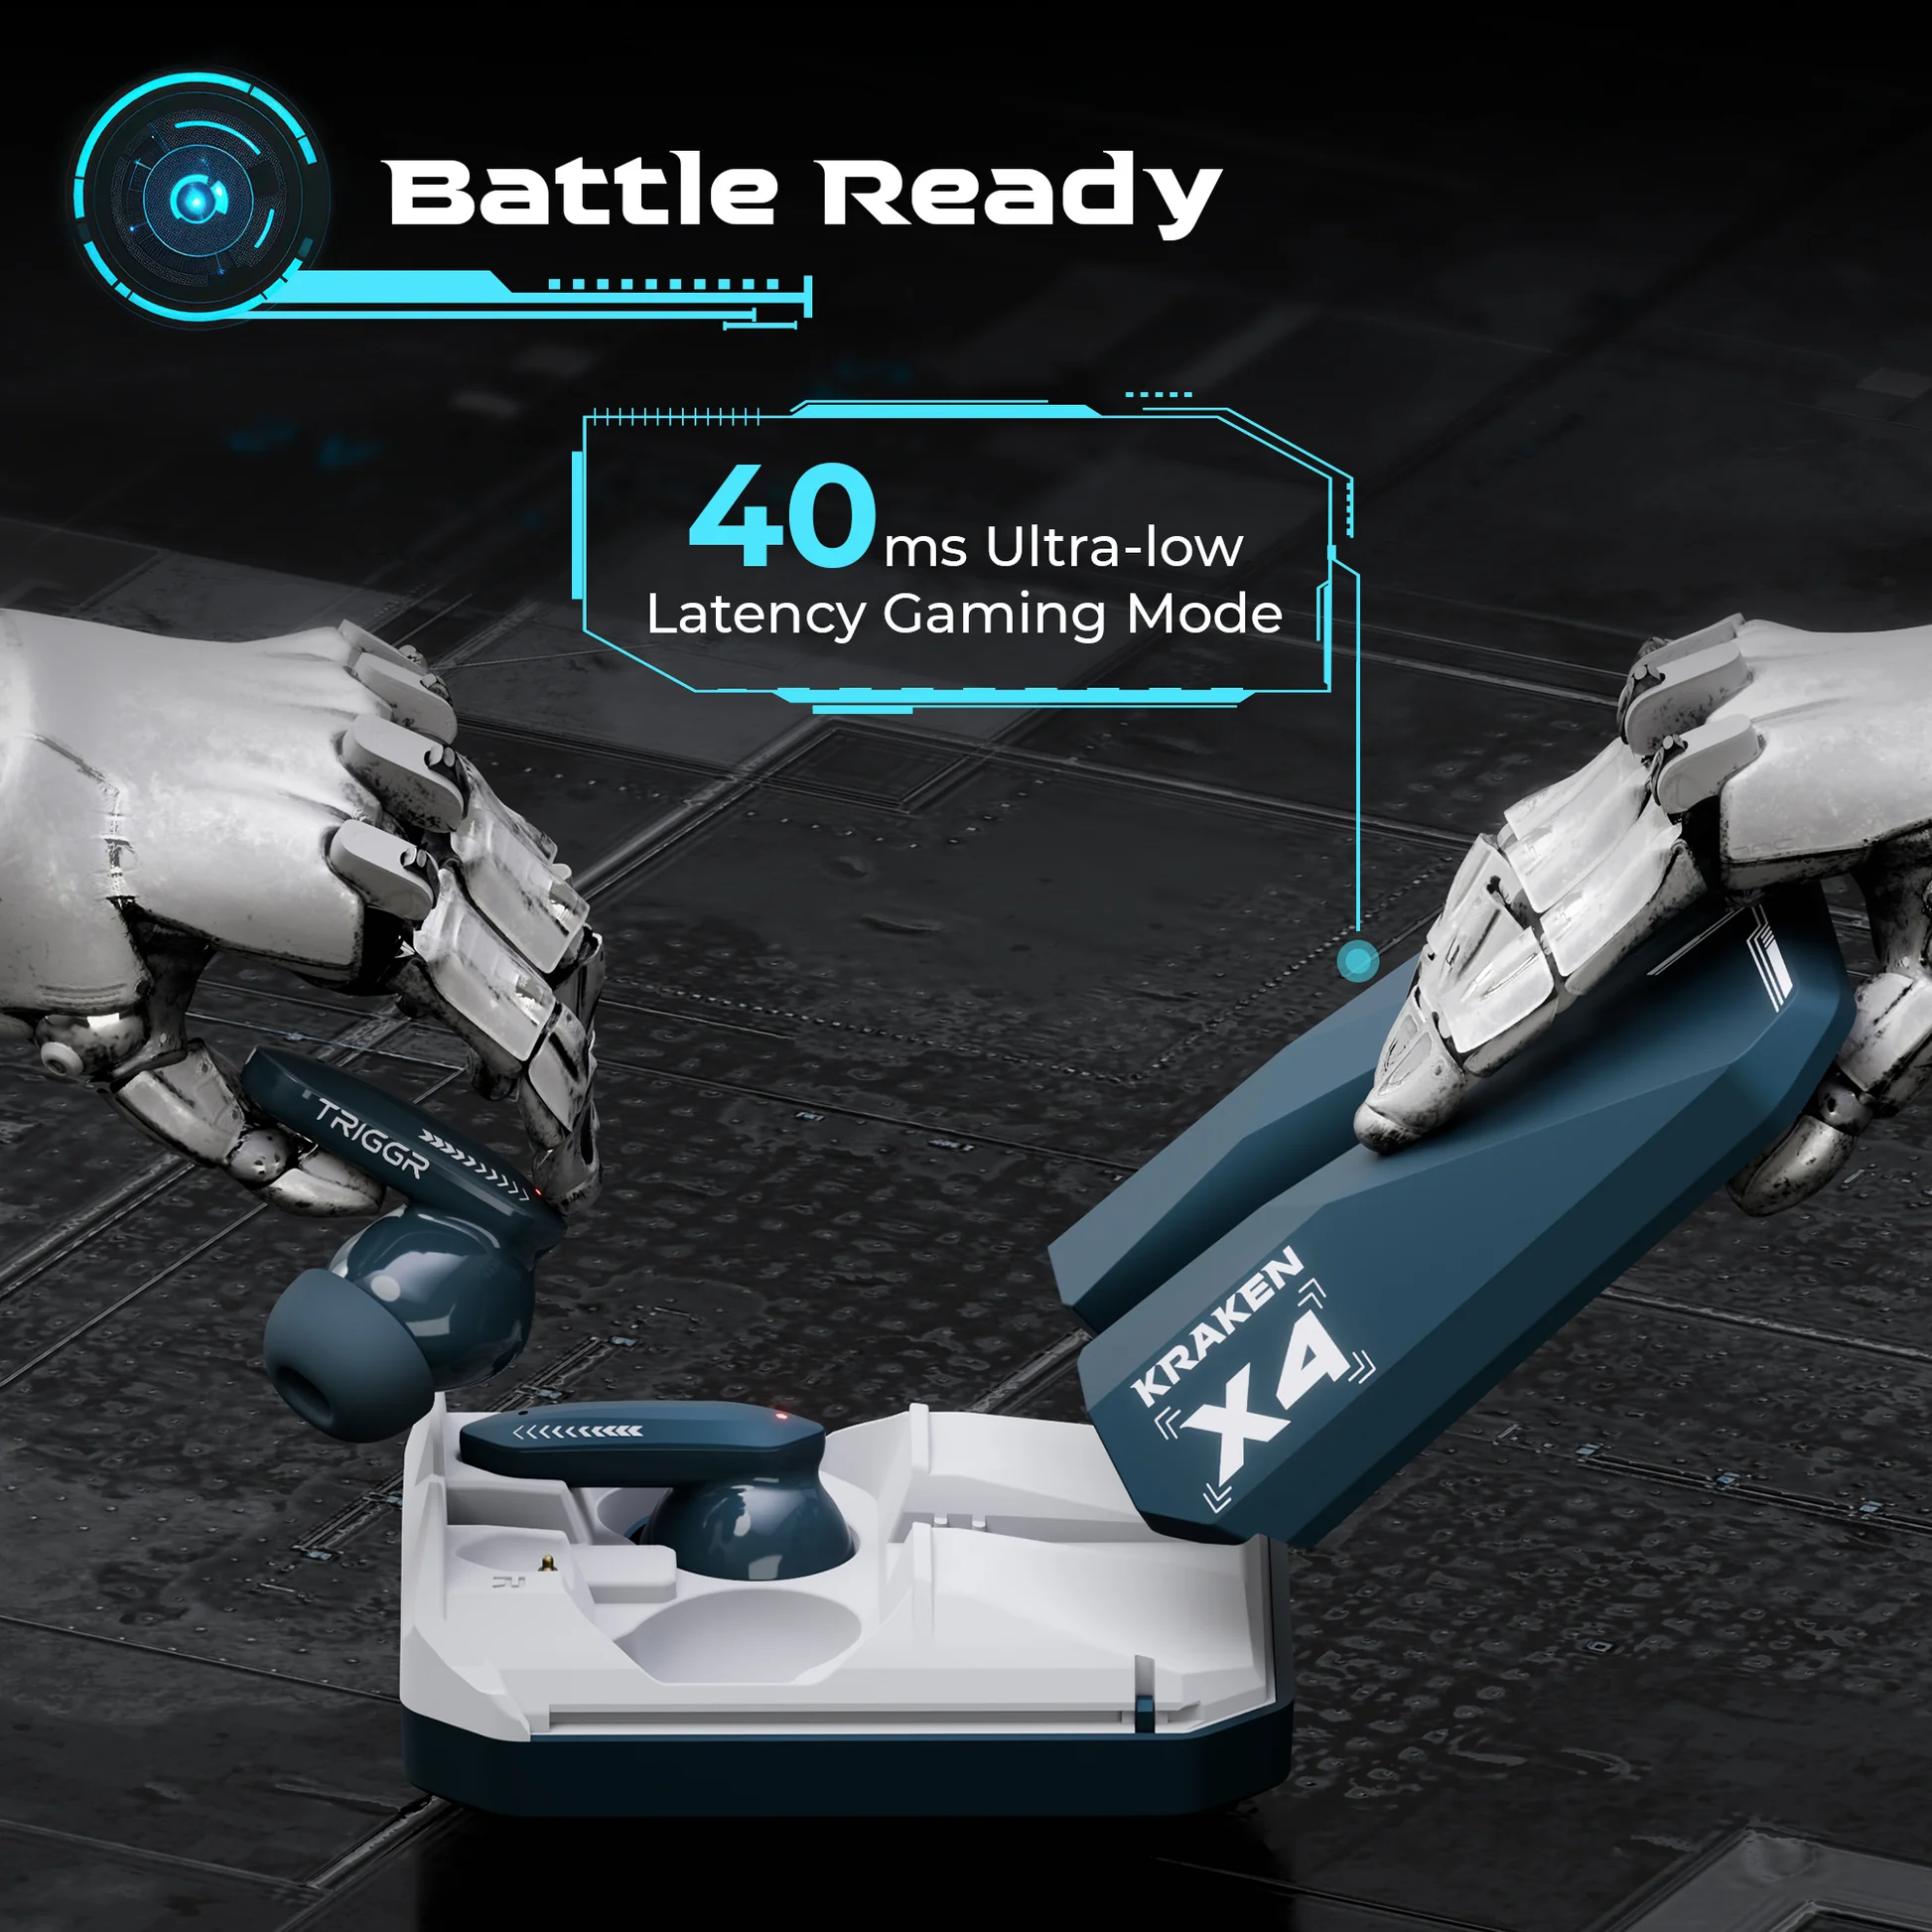 Battle Ready
40ms Ultra-low
Latency Gaming Mode
TRIGGR
KRAKEN
X4
R